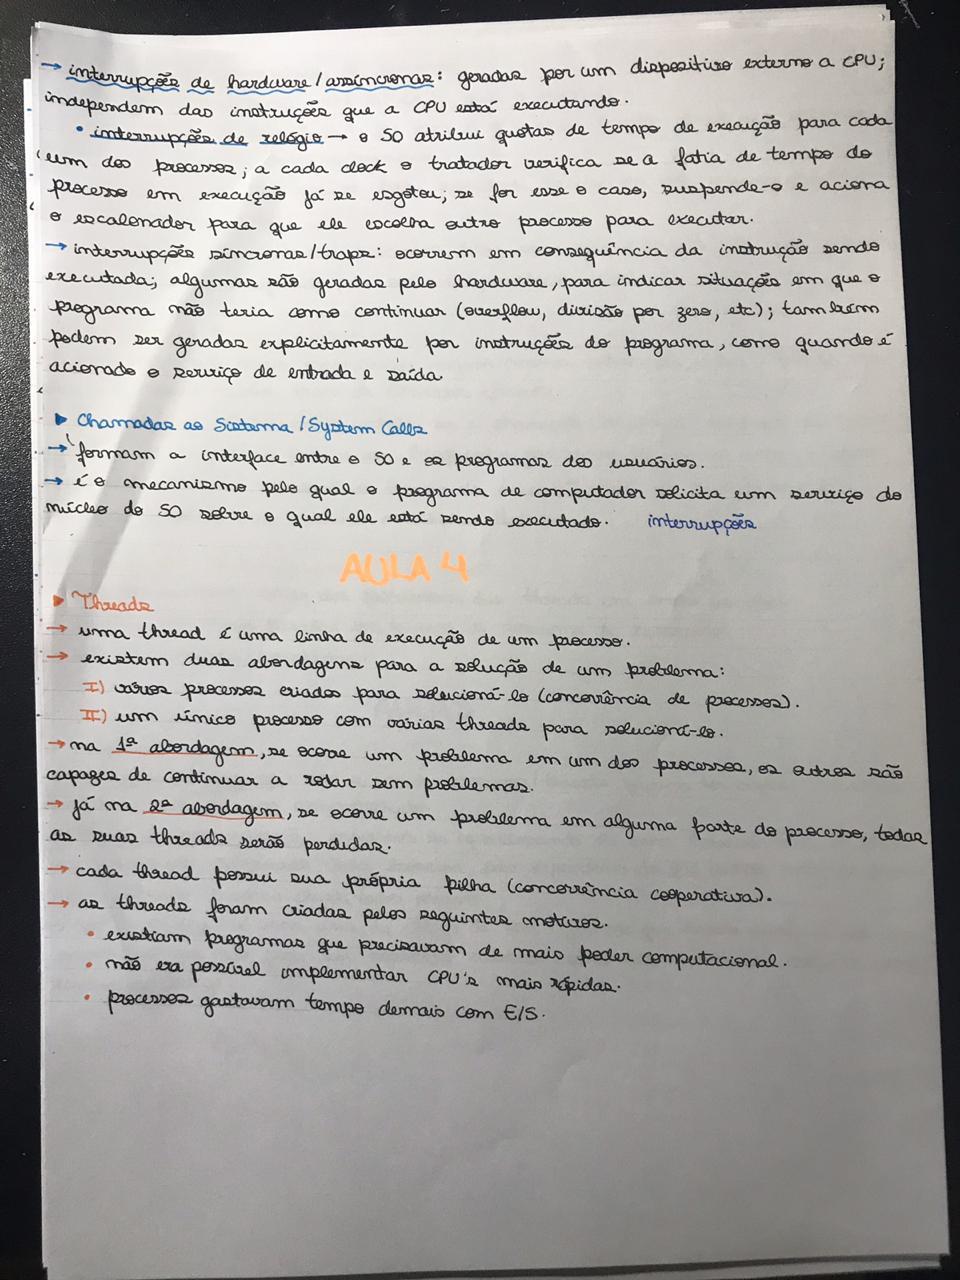 → interrupções de hardware/assíncronas: geradas por um dispositivo externo a CPU;
independem das instruções que a CPU está executando.
• interrupções de relógio → o SO atribui quotas de tempo de execução para cada
um dos processos; a cada clock o tratador verifica se a fatia de tempo do
processo em execução já se esgotou; se for esse o caso, suspende-o e aciona
o escalonador para que ele escolha outro processo para executar.
→ interrupções síncronas/traps: ocorrem em consequência da instrução sendo
executada; algumas são geradas pelo hardware, para indicar situações em que o
programa não teria como continuar (overflow, divisão por zero, etc); também
podem ser geradas explicitamente por instruções do programa, como quando é
acionado o serviço de entrada e saída.
▶ Chamadas ao Sistema/System Calls
→ formam a interface entre o SO e os programas dos usuários.
→ é o mecanismo pelo qual o programa de computador solicita um serviço do
núcleo do SO sobre o qual ele está sendo executado. interrupções
AULA 4
▶ Threads
→ uma thread é uma linha de execução de um processo.
→ existem duas abordagens para a solução de um problema:
I) vários processos criados para solucioná-lo (concorrência de processos).
II) um único processo com várias threads para solucioná-lo.
→ na 1ª abordagem, se ocorre um problema em um dos processos, os outros são
capazes de continuar a rodar sem problemas.
→ já na 2ª abordagem, se ocorre um problema em alguma parte do processo, todas
as suas threads serão perdidas.
→ cada thread possui sua própria pilha (concorrência cooperativa).
→ as threads foram criadas pelos seguintes motivos.
• existiam programas que precisavam de mais poder computacional.
• não era possível implementar CPU's mais rápidas.
• processos gastavam tempo demais com E/S.